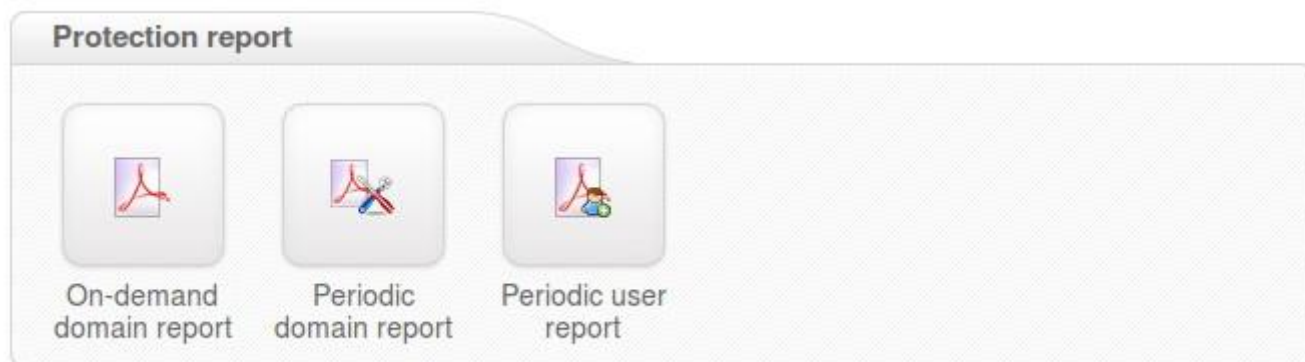 Protection report
On-demand
domain report
Periodic
domain report
Periodic user
report